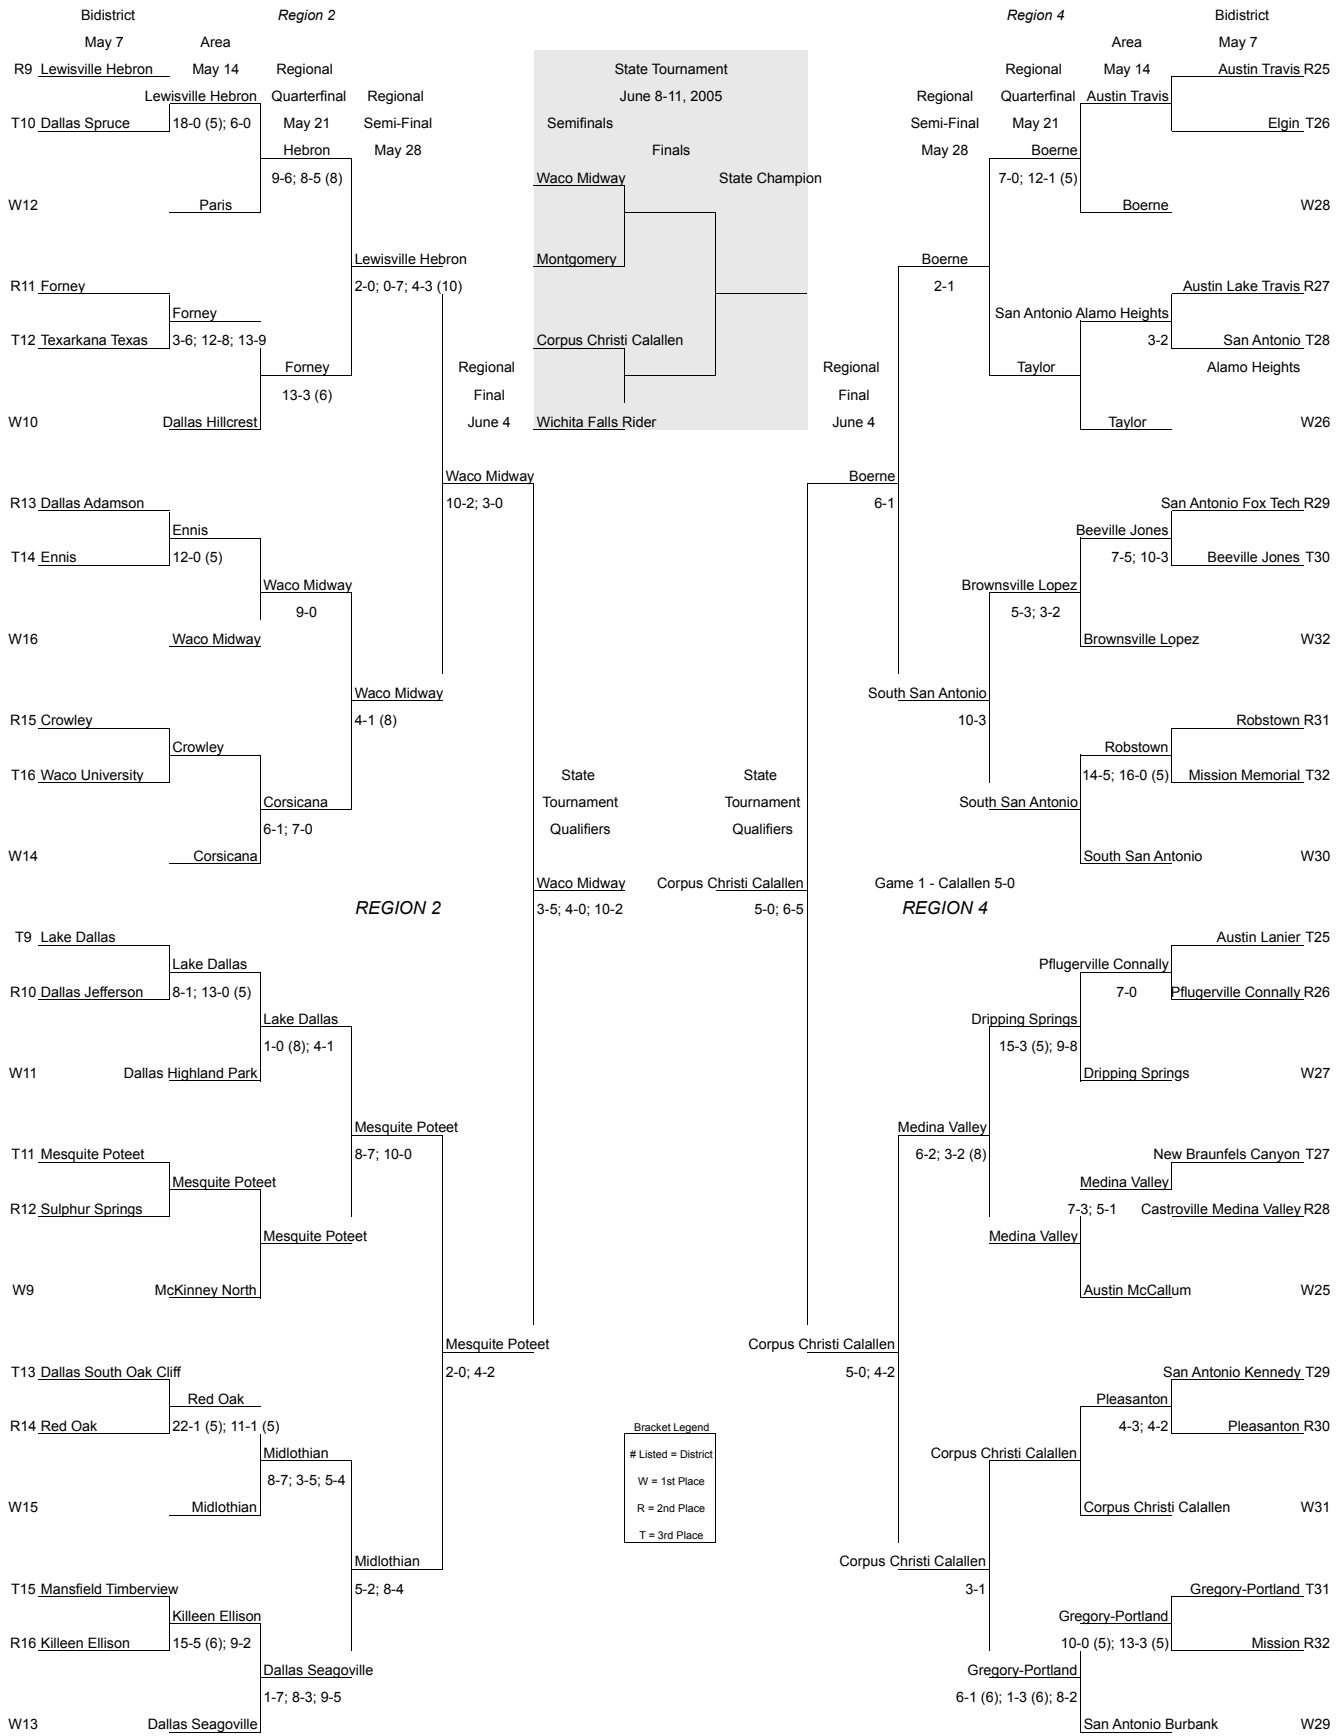 Bidistrict Region 2 Region 4 Bidistrict
May 7 Area Area May 7
R9 Lewisville Hebron May 14 Regional State Tournament Regional May 14 Austin Travis R25
Lewisville Hebron Quarterfinal Regional June 8-11, 2005 Regional Quarterfinal Austin Travis
T10 Dallas Spruce 18-0 (5); 6-0 May 21 Semi-Final Semifinals Semi-Final May 21 Elgin T26
Hebron May 28 Finals May 28 Boerne
9-6; 8-5 (8) Waco Midway State Champion 7-0; 12-1 (5)
W12 Paris Boerne W28
Lewisville Hebron Montgomery Boerne
R11 Forney 2-0; 0-7; 4-3 (10) 2-1 Austin Lake Travis R27
Forney San Antonio Alamo Heights
T12 Texarkana Texas 3-6; 12-8; 13-9 Corpus Christi Calallen 3-2 San Antonio T28
Forney Regional Regional Taylor Alamo Heights
13-3 (6) Final Final
W10 Dallas Hillcrest June 4 Wichita Falls Rider June 4 Taylor W26
Waco Midway Boerne
R13 Dallas Adamson 10-2; 3-0 6-1 San Antonio Fox Tech R29
Ennis Beeville Jones
T14 Ennis 12-0 (5) 7-5; 10-3 Beeville Jones T30
Waco Midway Brownsville Lopez
9-0 5-3; 3-2
W16 Waco Midway Brownsville Lopez W32
Waco Midway South San Antonio
R15 Crowley 4-1 (8) 10-3 Robstown R31
Crowley Robstown
T16 Waco University State State 14-5; 16-0 (5) Mission Memorial T32
Corsicana Tournament Tournament South San Antonio
6-1; 7-0 Qualifiers Qualifiers
W14 Corsicana South San Antonio W30
Waco Midway Corpus Christi Calallen Game 1 - Calallen 5-0
REGION 2 3-5; 4-0; 10-2 5-0; 6-5 REGION 4
T9 Lake Dallas Austin Lanier T25
Lake Dallas Pflugerville Connally
R10 Dallas Jefferson 8-1; 13-0 (5) 7-0 Pflugerville Connally R26
Lake Dallas Dripping Springs
1-0 (8); 4-1 15-3 (5); 9-8
W11 Dallas Highland Park Dripping Springs W27
Mesquite Poteet Medina Valley
T11 Mesquite Poteet 8-7; 10-0 6-2; 3-2 (8) New Braunfels Canyon T27
Mesquite Poteet Medina Valley
R12 Sulphur Springs 7-3; 5-1 Castroville Medina Valley R28
Mesquite Poteet Medina Valley
W9 McKinney North Austin McCallum W25
Mesquite Poteet Corpus Christi Calallen
T13 Dallas South Oak Cliff 2-0; 4-2 5-0; 4-2 San Antonio Kennedy T29
Red Oak Pleasanton
R14 Red Oak 22-1 (5); 11-1 (5) Bracket Legend 4-3; 4-2 Pleasanton R30
Midlothian # Listed = District Corpus Christi Calallen
8-7; 3-5; 5-4 W = 1st Place
W15 Midlothian R = 2nd Place Corpus Christi Calallen W31
T = 3rd Place
Midlothian Corpus Christi Calallen
T15 Mansfield Timberview 5-2; 8-4 3-1 Gregory-Portland T31
Killeen Ellison Gregory-Portland
R16 Killeen Ellison 15-5 (6); 9-2 10-0 (5); 13-3 (5) Mission R32
Dallas Seagoville Gregory-Portland
1-7; 8-3; 9-5 6-1 (6); 1-3 (6); 8-2
W13 Dallas Seagoville San Antonio Burbank W29